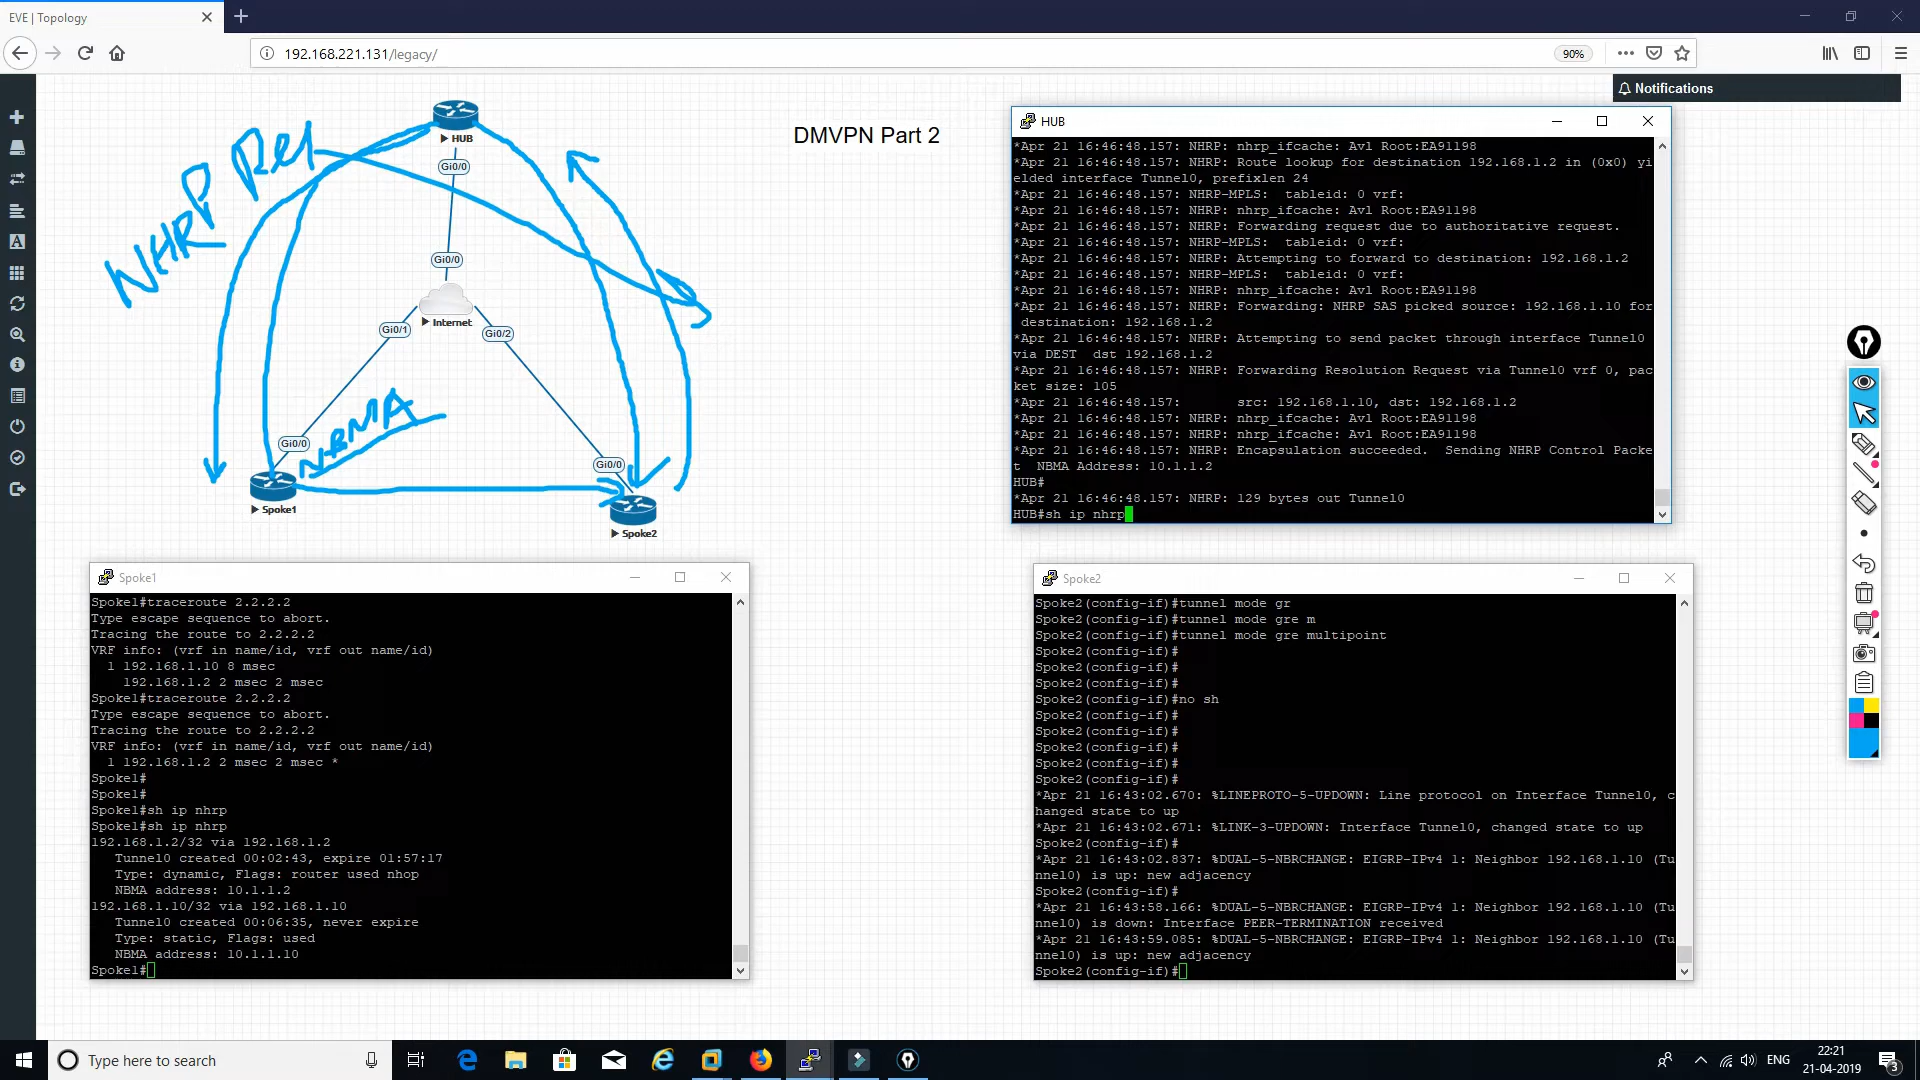 EVE | Topology
192.168.221.131/legacy/
90%
Notifications
DMVPN Part 2
HUB
Gi0/0
Gi0/0
Internet
Gi0/1
Gi0/2
Gi0/0
Gi0/0
Spoke1
Spoke2
NHRP
NBMA
HUB
*Apr 21 16:46:48.157: NHRP: nhrp_ifcache: Avl Root:EA91198
*Apr 21 16:46:48.157: NHRP: Route lookup for destination 192.168.1.2 in (0x0) yi
elded interface Tunnel0, prefixlen 24
*Apr 21 16:46:48.157: NHRP-MPLS:  tableid: 0 vrf:
*Apr 21 16:46:48.157: NHRP: nhrp_ifcache: Avl Root:EA91198
*Apr 21 16:46:48.157: NHRP: Forwarding request due to authoritative request.
*Apr 21 16:46:48.157: NHRP-MPLS:  tableid: 0 vrf:
*Apr 21 16:46:48.157: NHRP: Attempting to forward to destination: 192.168.1.2
*Apr 21 16:46:48.157: NHRP-MPLS:  tableid: 0 vrf:
*Apr 21 16:46:48.157: NHRP: nhrp_ifcache: Avl Root:EA91198
*Apr 21 16:46:48.157: NHRP: Forwarding: NHRP SAS picked source: 192.168.1.10 for
destination: 192.168.1.2
*Apr 21 16:46:48.157: NHRP: Attempting to send packet through interface Tunnel0
via DEST  dst 192.168.1.2
*Apr 21 16:46:48.157: NHRP: Forwarding Resolution Request via Tunnel0 vrf 0, pac
ket size: 105
*Apr 21 16:46:48.157:       src: 192.168.1.10, dst: 192.168.1.2
*Apr 21 16:46:48.157: NHRP: nhrp_ifcache: Avl Root:EA91198
*Apr 21 16:46:48.157: NHRP: nhrp_ifcache: Avl Root:EA91198
*Apr 21 16:46:48.157: NHRP: Encapsulation succeeded.  Sending NHRP Control Packe
t  NBMA Address: 10.1.1.2
HUB#
*Apr 21 16:46:48.157: NHRP: 129 bytes out Tunnel0
HUB#sh ip nhrp
Spoke1
Spoke1#traceroute 2.2.2.2
Type escape sequence to abort.
Tracing the route to 2.2.2.2
VRF info: (vrf in name/id, vrf out name/id)
1 192.168.1.10 8 msec
192.168.1.2 2 msec 2 msec
Spoke1#traceroute 2.2.2.2
Type escape sequence to abort.
Tracing the route to 2.2.2.2
VRF info: (vrf in name/id, vrf out name/id)
1 192.168.1.2 2 msec 2 msec *
Spoke1#
Spoke1#
Spoke1#sh ip nhrp
Spoke1#sh ip nhrp
192.168.1.2/32 via 192.168.1.2
Tunnel0 created 00:02:43, expire 01:57:17
Type: dynamic, Flags: router used nhop
NBMA address: 10.1.1.2
192.168.1.10/32 via 192.168.1.10
Tunnel0 created 00:06:35, never expire
Type: static, Flags: used
NBMA address: 10.1.1.10
Spoke1#
Spoke2
Spoke2(config-if)#tunnel mode gr
Spoke2(config-if)#tunnel mode gre m
Spoke2(config-if)#tunnel mode gre multipoint
Spoke2(config-if)#
Spoke2(config-if)#
Spoke2(config-if)#
Spoke2(config-if)#no sh
Spoke2(config-if)#
Spoke2(config-if)#
Spoke2(config-if)#
Spoke2(config-if)#
Spoke2(config-if)#
*Apr 21 16:43:02.670: %LINEPROTO-5-UPDOWN: Line protocol on Interface Tunnel0, c
hanged state to up
*Apr 21 16:43:02.671: %LINK-3-UPDOWN: Interface Tunnel0, changed state to up
Spoke2(config-if)#
*Apr 21 16:43:02.837: %DUAL-5-NBRCHANGE: EIGRP-IPv4 1: Neighbor 192.168.1.10 (Tu
nnel0) is up: new adjacency
Spoke2(config-if)#
*Apr 21 16:43:58.166: %DUAL-5-NBRCHANGE: EIGRP-IPv4 1: Neighbor 192.168.1.10 (Tu
nnel0) is down: Interface PEER-TERMINATION received
*Apr 21 16:43:59.085: %DUAL-5-NBRCHANGE: EIGRP-IPv4 1: Neighbor 192.168.1.10 (Tu
nnel0) is up: new adjacency
Spoke2(config-if)#
Type here to search
ENG
22:21
21-04-2019
3